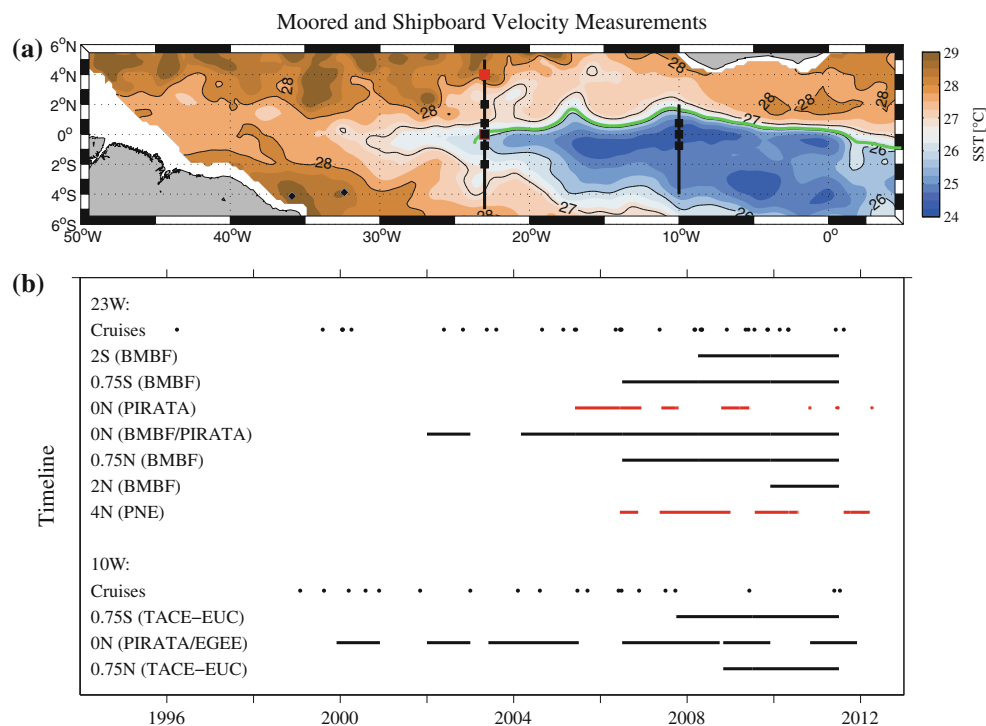 Moored and Shipboard Velocity Measurements
(a)
6°N
4°N
2°N
0°
2°S
4°S
6°S
50°W
40°W
30°W
20°W
10°W
0°
28
28
28
28
28
28
27
27
26
26
28
29
28
27
26
25
24
SST [°C]
(b)
Timeline
23W:
Cruises
2S (BMBF)
0.75S (BMBF)
0N (PIRATA)
0N (BMBF/PIRATA)
0.75N (BMBF)
2N (BMBF)
4N (PNE)
10W:
Cruises
0.75S (TACE−EUC)
0N (PIRATA/EGEE)
0.75N (TACE−EUC)
1996
2000
2004
2008
2012